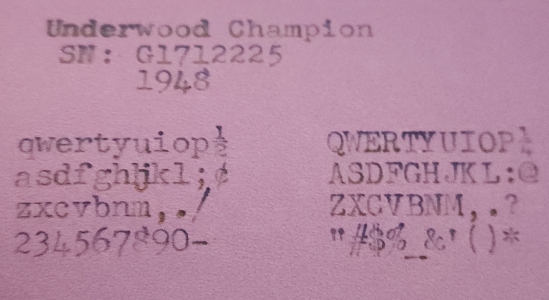 Underwood Champion
SN: G1712225
1948
qwertyuiop½ QWERTYUIOP¼
asdfghjkl;¢ ASDFGHJKL:@
zxcvbnm,./ ZXCVBNM,.?
234567890- "#$%_&'()*